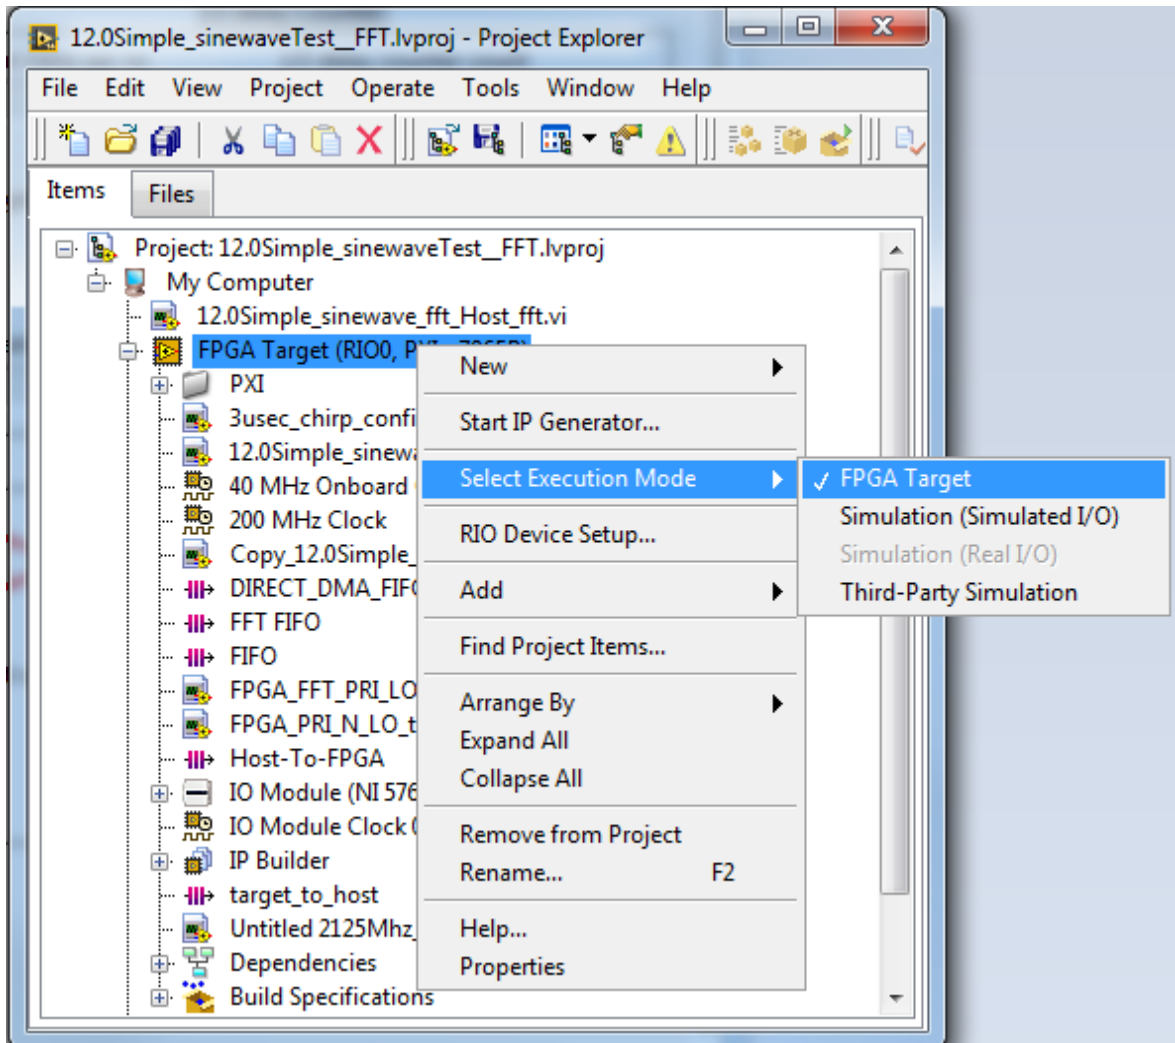 12.0Simple_sinewaveTest__FFT.lvproj - Project Explorer
File Edit View Project Operate Tools Window Help
Items Files
Project: 12.0Simple_sinewaveTest__FFT.lvproj
My Computer
12.0Simple_sinewave_fft_Host_fft.vi
FPGA Target (RIO0,
PXI
3usec_chirp_confi
12.0Simple_sinew
40 MHz Onboard
200 MHz Clock
Copy_12.0Simple_
DIRECT_DMA_FIF
FFT FIFO
FIFO
FPGA_FFT_PRI_LO
FPGA_PRI_N_LO_t
Host-To-FPGA
IO Module (NI 576
IO Module Clock
IP Builder
target_to_host
Untitled 2125Mhz_
Dependencies
Build Specifications
New
Start IP Generator...
Select Execution Mode
RIO Device Setup...
Add
Find Project Items...
Arrange By
Expand All
Collapse All
Remove from Project
Rename... F2
Help...
Properties
✓ FPGA Target
Simulation (Simulated I/O)
Simulation (Real I/O)
Third-Party Simulation